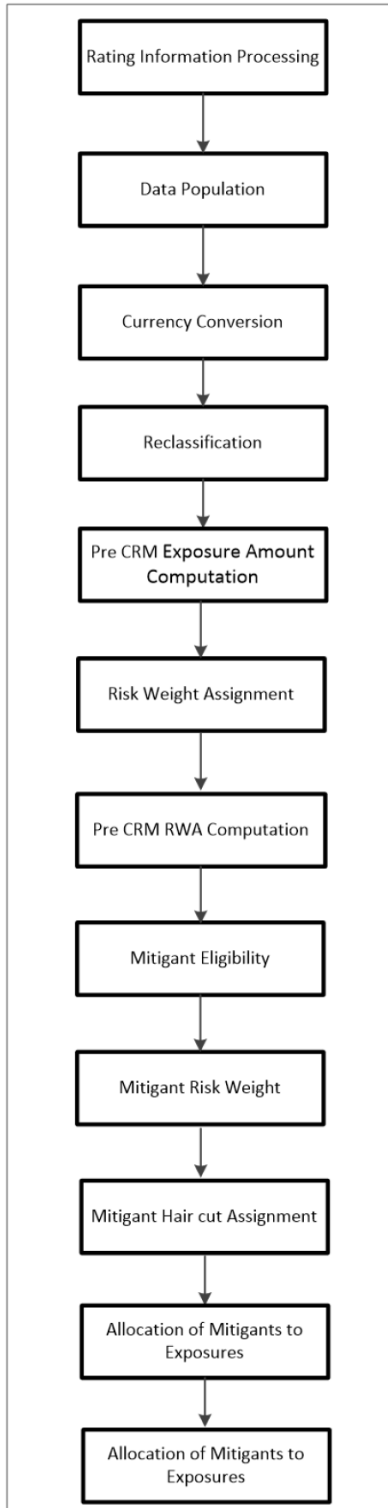 Rating Information Processing
Data Population
Currency Conversion
Reclassification
Pre CRM Exposure Amount
Computation
Risk Weight Assignment
Pre CRM RWA Computation
Mitigant Eligibility
Mitigant Risk Weight
Mitigant Hair cut Assignment
Allocation of Mitigants to
Exposures
Allocation of Mitigants to
Exposures